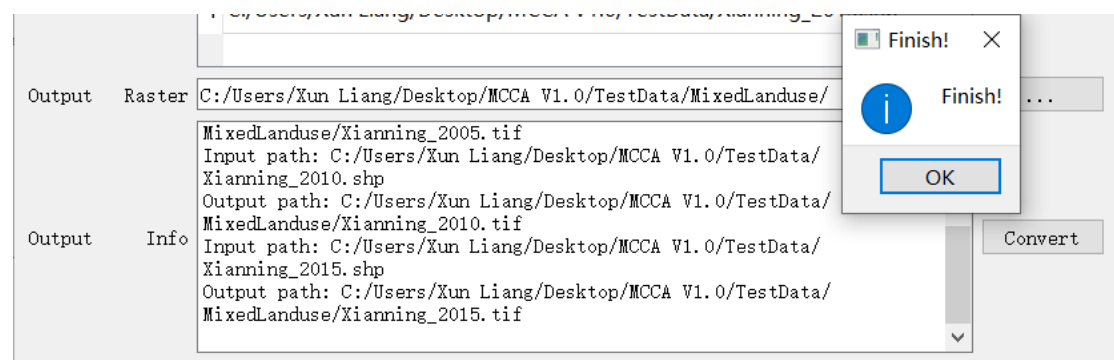 Finish!
Finish!
OK
Output Raster C:/Users/Xun Liang/Desktop/MCCA V1.0/TestData/MixedLanduse/ ...
MixedLanduse/Xianning_2005.tif
Input path: C:/Users/Xun Liang/Desktop/MCCA V1.0/TestData/
Xianning_2010.shp
Output path: C:/Users/Xun Liang/Desktop/MCCA V1.0/TestData/
MixedLanduse/Xianning_2010.tif
Output Info
Input path: C:/Users/Xun Liang/Desktop/MCCA V1.0/TestData/
Xianning_2015.shp
Output path: C:/Users/Xun Liang/Desktop/MCCA V1.0/TestData/
MixedLanduse/Xianning_2015.tif
Convert